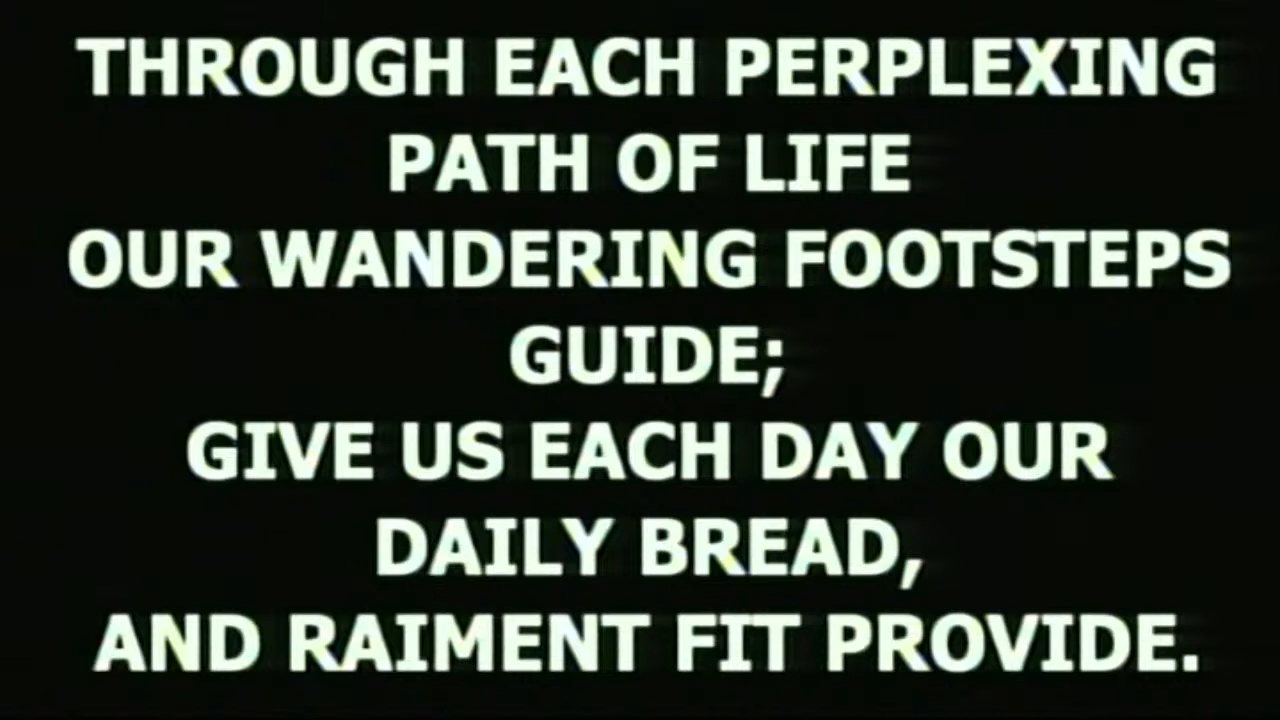 THROUGH EACH PERPLEXING
PATH OF LIFE
OUR WANDERING FOOTSTEPS
GUIDE;
GIVE US EACH DAY OUR
DAILY BREAD,
AND RAIMENT FIT PROVIDE.